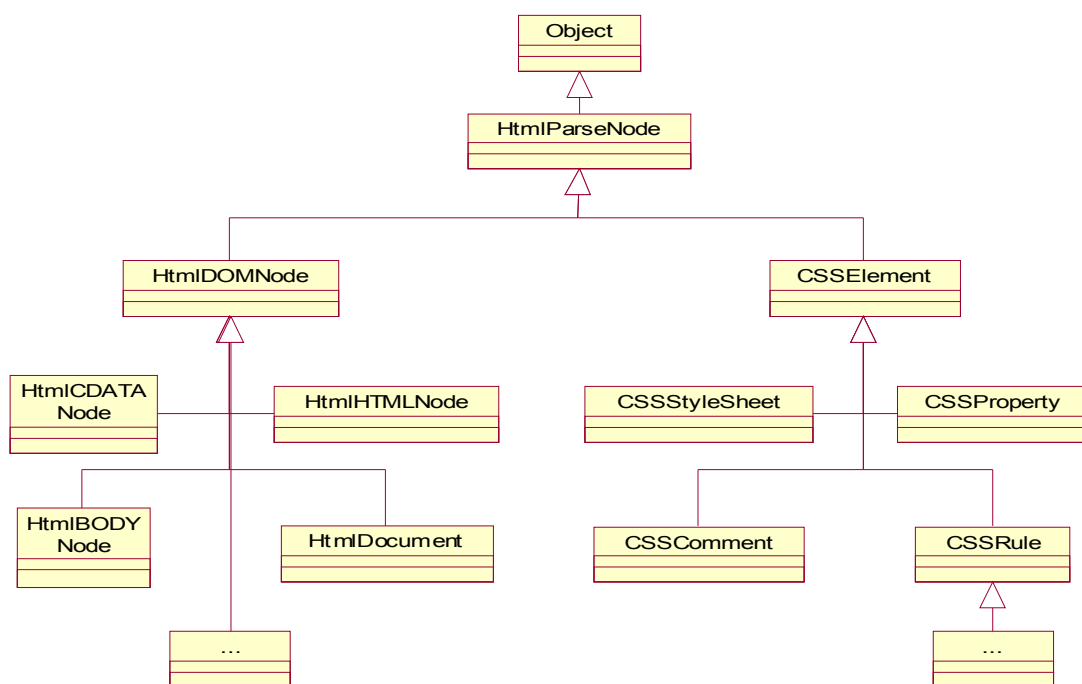 Object
HtmlParseNode
HtmlDOMNode
CSSElement
HtmlCDATA
Node
HtmlHTMLNode
CSSStyleSheet
CSSProperty
HtmlBODY
Node
HtmlDocument
CSSComment
CSSRule
...
...